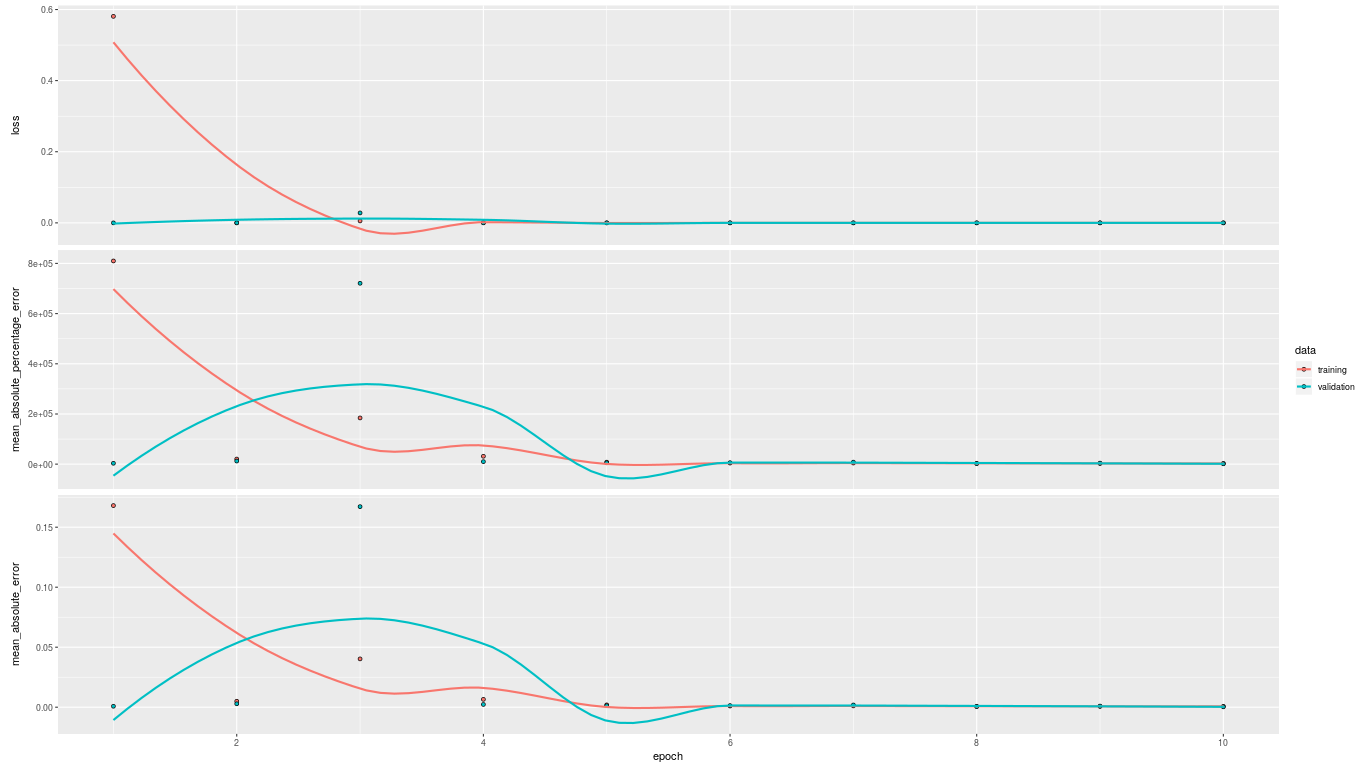 0.6
0.4
0.2
0.0
loss
8e+05
6e+05
4e+05
2e+05
0e+00
mean_absolute_percentage_error
0.15
0.10
0.05
0.00
mean_absolute_error
2
4
6
8
10
epoch
data
training
validation